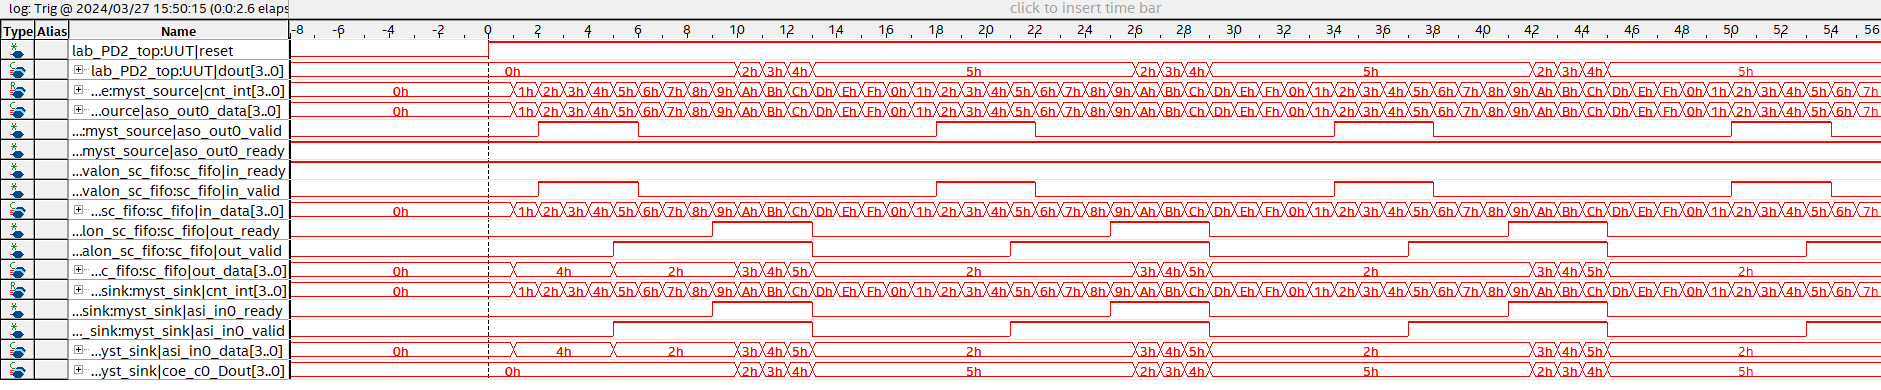 log: Trig @ 2024/03/27 15:50:15 (0:0:2.6 elaps click to insert time bar
Type Alias Name -8 -6 -4 -2 0 2 4 6 8 10 12 14 16 18 20 22 24 26 28 30 32 34 36 38 40 42 44 46 48 50 52 54 56
lab_PD2_top:UUT|reset
lab_PD2_top:UUT|dout[3..0] 0h 2h 3h 4h 5h 2h 3h 4h 5h 2h 3h 4h 5h
...e:myst_source|cnt_int[3..0] 0h 1h 2h 3h 4h 5h 6h 7h 8h 9h Ah Bh Ch Dh Eh Fh 0h 1h 2h 3h 4h 5h 6h 7h 8h 9h Ah Bh Ch Dh Eh Fh 0h 1h 2h 3h 4h 5h 6h 7h 8h 9h Ah Bh Ch Dh Eh Fh 0h 1h 2h 3h 4h 5h 6h 7h
...ource|aso_out0_data[3..0] 0h 1h 2h 3h 4h 5h 6h 7h 8h 9h Ah Bh Ch Dh Eh Fh 0h 1h 2h 3h 4h 5h 6h 7h 8h 9h Ah Bh Ch Dh Eh Fh 0h 1h 2h 3h 4h 5h 6h 7h 8h 9h Ah Bh Ch Dh Eh Fh 0h 1h 2h 3h 4h 5h 6h 7h
...:myst_source|aso_out0_valid
...myst_source|aso_out0_ready
...valon_sc_fifo:sc_fifo|in_ready
...valon_sc_fifo:sc_fifo|in_valid
...sc_fifo:sc_fifo|in_data[3..0] 0h 1h 2h 3h 4h 5h 6h 7h 8h 9h Ah Bh Ch Dh Eh Fh 0h 1h 2h 3h 4h 5h 6h 7h 8h 9h Ah Bh Ch Dh Eh Fh 0h 1h 2h 3h 4h 5h 6h 7h 8h 9h Ah Bh Ch Dh Eh Fh 0h 1h 2h 3h 4h 5h 6h 7h
...lon_sc_fifo:sc_fifo|out_ready
...alon_sc_fifo:sc_fifo|out_valid
...c_fifo:sc_fifo|out_data[3..0] 0h 4h 2h 3h 4h 5h 2h 3h 4h 5h 2h 3h 4h 5h 2h
...sink:myst_sink|cnt_int[3..0] 0h 1h 2h 3h 4h 5h 6h 7h 8h 9h Ah Bh Ch Dh Eh Fh 0h 1h 2h 3h 4h 5h 6h 7h 8h 9h Ah Bh Ch Dh Eh Fh 0h 1h 2h 3h 4h 5h 6h 7h 8h 9h Ah Bh Ch Dh Eh Fh 0h 1h 2h 3h 4h 5h 6h 7h
...sink:myst_sink|asi_in0_ready
..._sink:myst_sink|asi_in0_valid
...yst_sink|asi_in0_data[3..0] 0h 4h 2h 3h 4h 5h 2h 3h 4h 5h 2h 3h 4h 5h 2h
...yst_sink|coe_c0_Dout[3..0] 0h 2h 3h 4h 5h 2h 3h 4h 5h 2h 3h 4h 5h